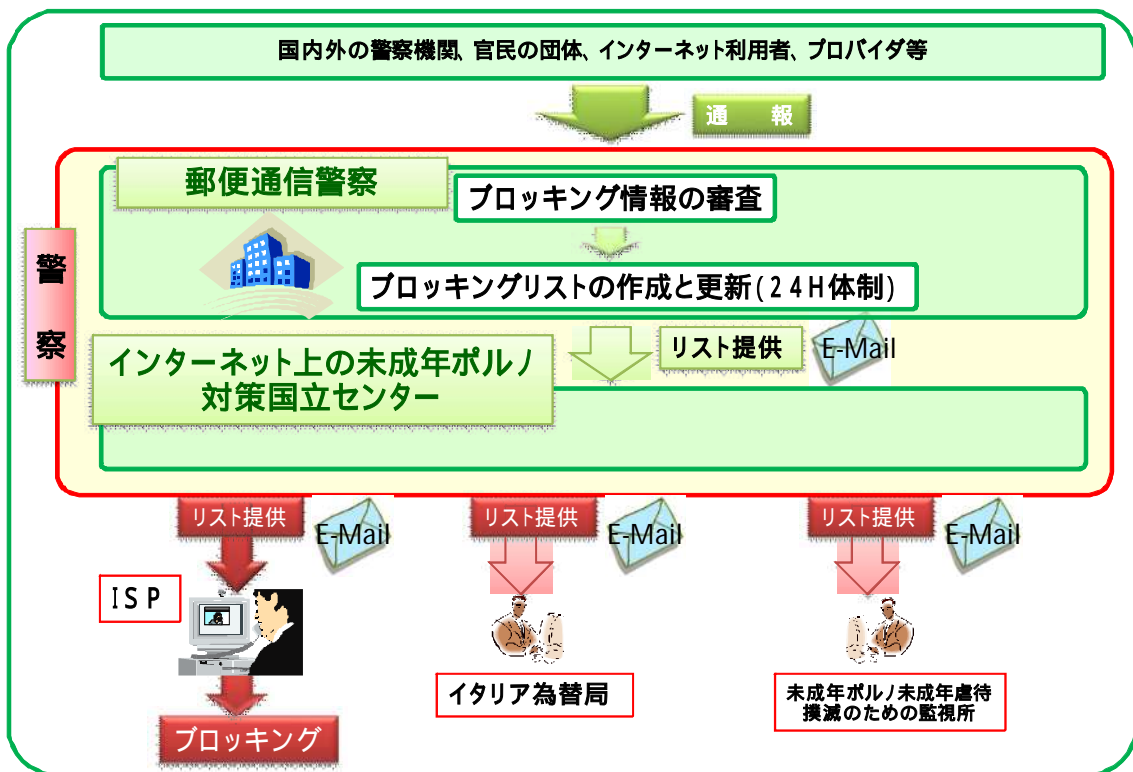 国内外の警察機関、官民の団体、インターネット利用者、プロバイダ等
通 報
郵便通信警察
ブロッキング情報の審査
警
察
ブロッキングリストの作成と更新(24H体制)
リスト提供
E-Mail
インターネット上の未成年ポルノ
対策国立センター
リスト提供
E-Mail
リスト提供
E-Mail
リスト提供
E-Mail
ISP
イタリア為替局
未成年ポルノ未成年虐待
撲滅のための監視所
ブロッキング